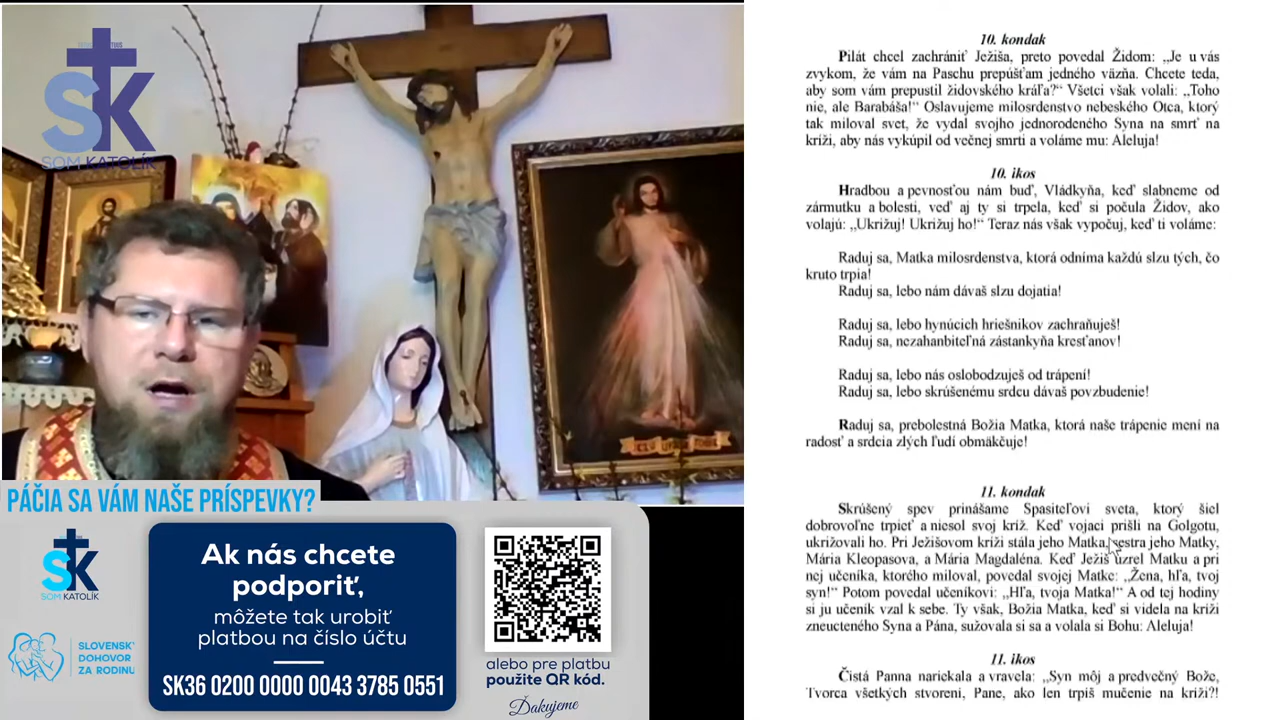 SOM KATOLÍK
PÁČIA SA VÁM NAŠE PRÍSPEVKY?
SOM KATOLÍK
SLOVENSKÝ
DOHOVOR
ZA RODINU
Ak nás chcete
podporiť,
môžete tak urobiť
platbou na číslo účtu
SK36 0200 0000 0043 3785 0551
alebo pre platbu
použite QR kód.
Ďakujeme
10. kondak
Pilát chcel zachrániť Ježiša, preto povedal Židom: „Je u vás
zvykom, že vám na Paschu prepúšťam jedného väzňa. Chcete teda,
aby som vám prepustil židovského kráľa?“ Všetci však volali: „Toho
nie, ale Barabáša!“ Oslavujeme milosrdenstvo nebeského Otca, ktorý
tak miloval svet, že vydal svojho jednorodeného Syna na smrť na
kríži, aby nás vykúpil od večnej smrti a voláme mu: Aleluja!
10. ikos
Hradbou a pevnosťou nám buď, Vládkyňa, keď slabneme od
zármutku a bolesti, veď aj ty si trpela, keď si počula Židov, ako
volajú: „Ukrižuj! Ukrižuj ho!“ Teraz nás však vypočuj, keď ti voláme:
Raduj sa, Matka milosrdenstva, ktorá odníma každú slzu tých, čo
kruto trpia!
Raduj sa, lebo nám dávaš slzu dojatia!
Raduj sa, lebo hynúcich hriešnikov zachraňuješ!
Raduj sa, nezahanbiteľná zástankyňa kresťanov!
Raduj sa, lebo nás oslobodzuješ od trápení!
Raduj sa, lebo skrúšenému srdcu dávaš povzbudenie!
Raduj sa, prebolestná Božia Matka, ktorá naše trápenie mení na
radosť a srdcia zlých ľudí obmäkčuje!
11. kondak
Skrúšený spev prinášame Spasiteľovi sveta, ktorý šiel
dobrovoľne trpieť a niesol svoj kríž. Keď vojaci prišli na Golgotu,
ukrižovali ho. Pri Ježišovom kríži stála jeho Matka, sestra jeho Matky,
Mária Kleopasova, a Mária Magdaléna. Keď Ježiš uzrel Matku a pri
nej učeníka, ktorého miloval, povedal svojej Matke: „Žena, hľa, tvoj
syn!“ Potom povedal učeníkovi: „Hľa, tvoja Matka!“ A od tej hodiny
si ju učeník vzal k sebe. Ty však, Božia Matka, keď si videla na kríži
zneucteného Syna a Pána, sužovala si sa a volala si Bohu: Aleluja!
11. ikos
Čistá Panna nariekala a vravela: „Syn môj a predvečný Bože,
Tvorca všetkých stvorení, Pane, ako len trpíš mučenie na kríži?!